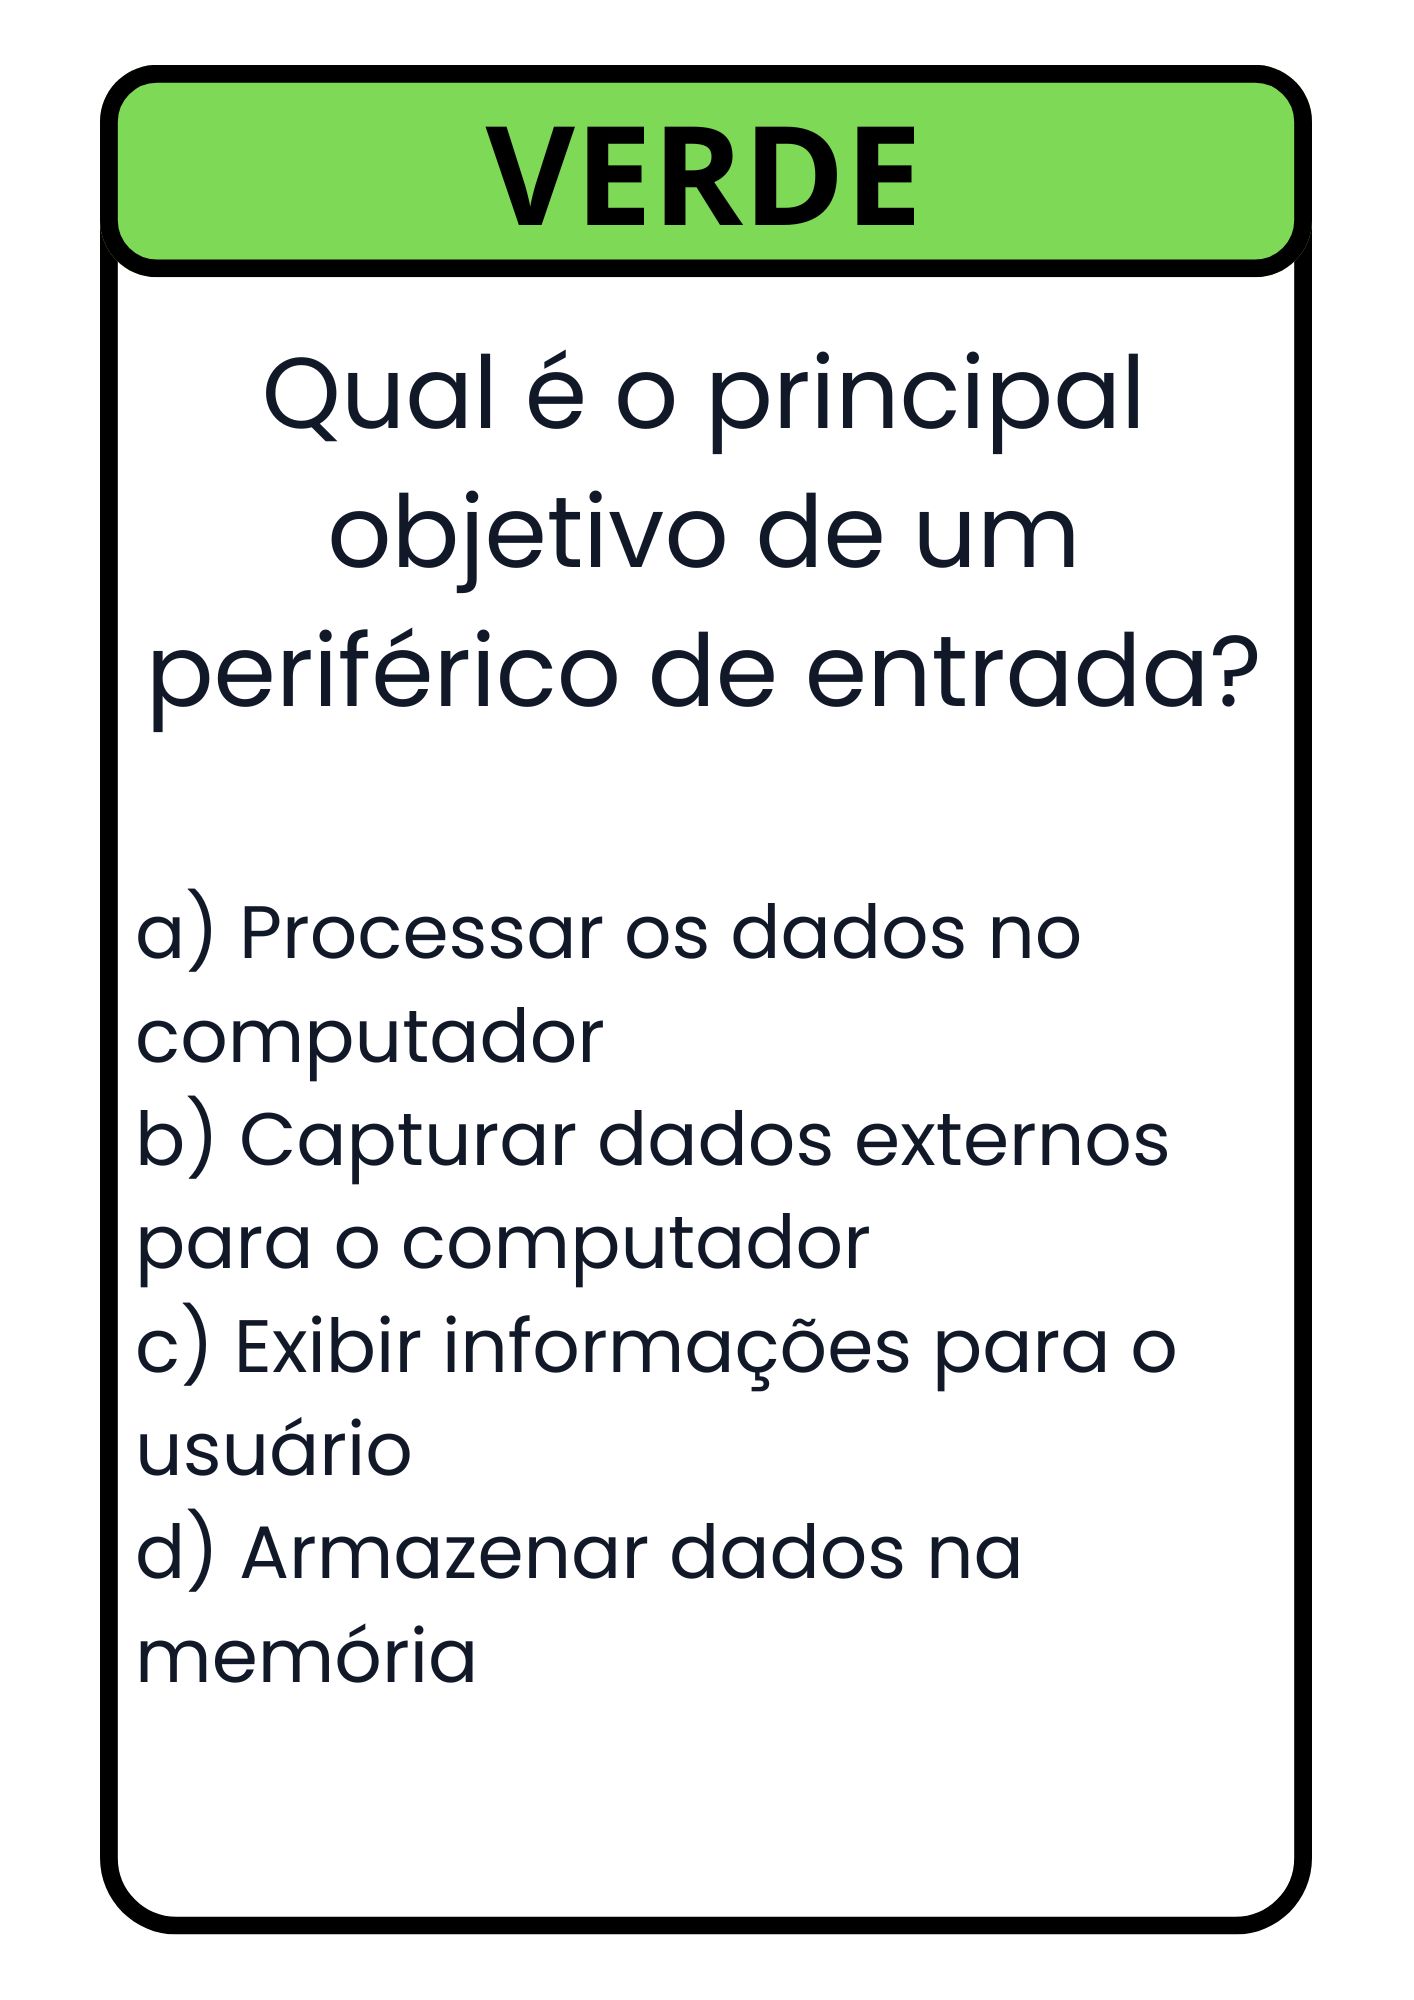 VERDE
Qual é o principal
objetivo de um
periférico de entrada?
a) Processar os dados no
computador
b) Capturar dados externos
para o computador
c) Exibir informações para o
usuário
d) Armazenar dados na
memória